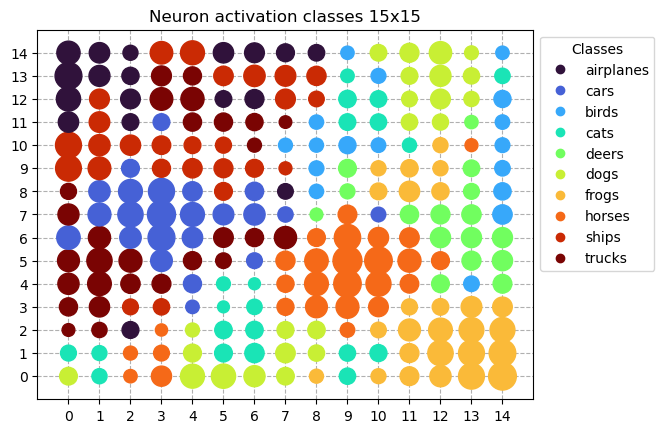 Neuron activation classes 15x15
14
13
12
11
10
9
8
7
6
5
4
3
2
1
0
0 1 2 3 4 5 6 7 8 9 10 11 12 13 14
Classes
airplanes
cars
birds
cats
deers
dogs
frogs
horses
ships
trucks